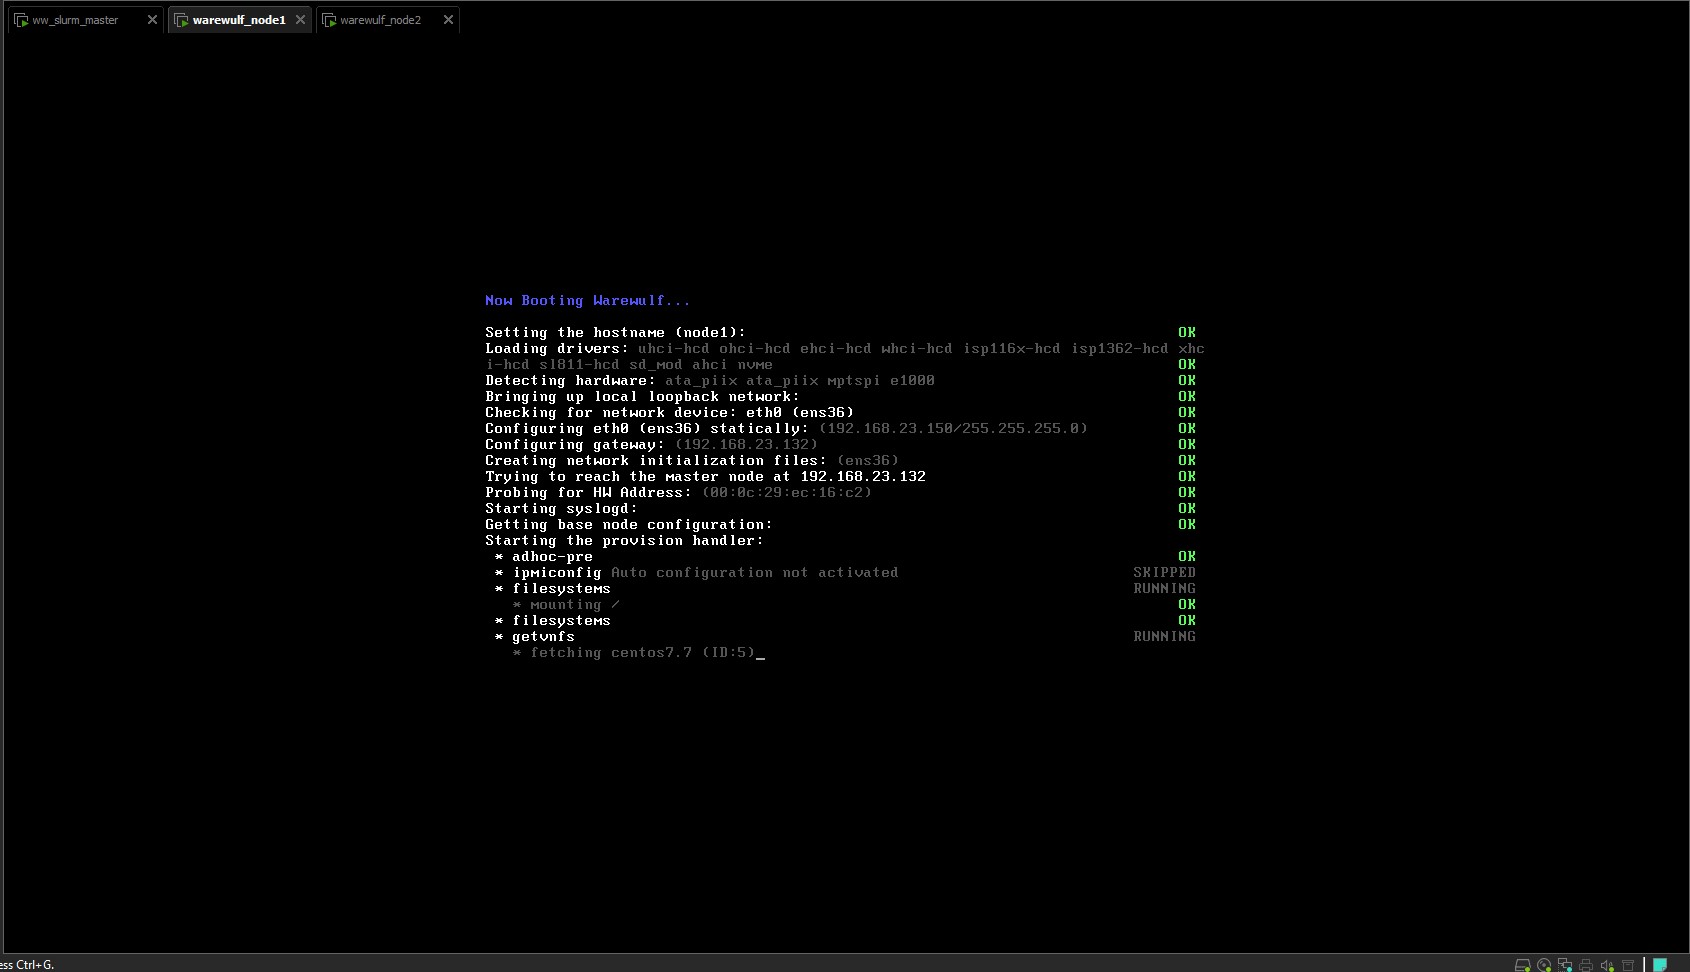 ww_slurm_master warewulf_node1 warewulf_node2
Now Booting Warewulf...
Setting the hostname (node1): OK
Loading drivers: uhci-hcd ohci-hcd ehci-hcd whci-hcd isp116x-hcd isp1362-hcd xhc
i-hcd sl811-hcd sd_mod ahci nvme OK
Detecting hardware: ata_piix ata_piix mptspi e1000 OK
Bringing up local loopback network: OK
Checking for network device: eth0 (ens36) OK
Configuring eth0 (ens36) statically: (192.168.23.150/255.255.255.0) OK
Configuring gateway: (192.168.23.132) OK
Creating network initialization files: (ens36) OK
Trying to reach the master node at 192.168.23.132 OK
Probing for HW Address: (00:0c:29:ec:16:c2) OK
Starting syslogd: OK
Getting base node configuration: OK
Starting the provision handler:
* adhoc-pre OK
* ipmiconfig Auto configuration not activated SKIPPED
* filesystems RUNNING
* mounting / OK
* filesystems OK
* getvnfs RUNNING
* fetching centos7.7 (ID:5)_
ess Ctrl+G.